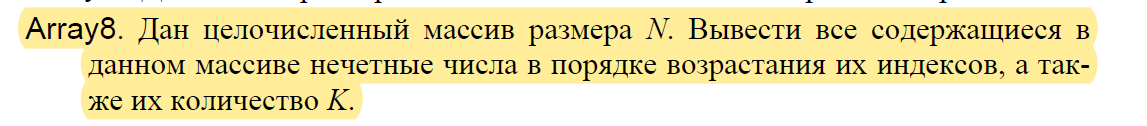 Array8. Дан целочисленный массив размера N. Вывести все содержащиеся в
данном массиве нечетные числа в порядке возрастания их индексов, а так-
же их количество K.